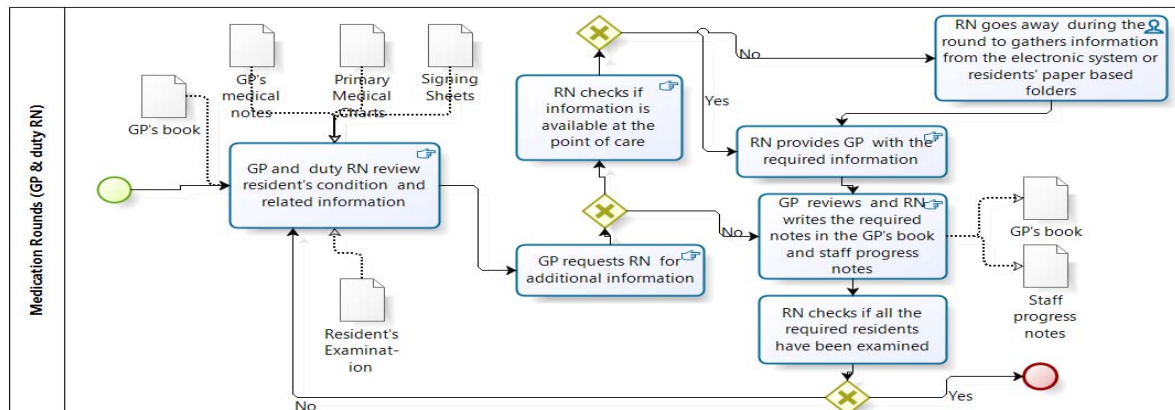 Medication Rounds (GP & duty RN)
GP's book
GP's
medical
notes
Primary
Medical
Charts
Signing
Sheets
GP and duty RN review
resident's condition and
related information
Resident's
Examinat-
ion
GP requests RN for
additional information
RN checks if
information is
available at the
point of care
No
Yes
RN goes away during the
round to gathers information
from the electronic system or
residents' paper based
folders
RN provides GP with the
required information
No
GP reviews and RN
writes the required
notes in the GP's book
and staff progress
notes
GP's book
Staff
progress
notes
RN checks if all the
required residents
have been examined
Yes
No